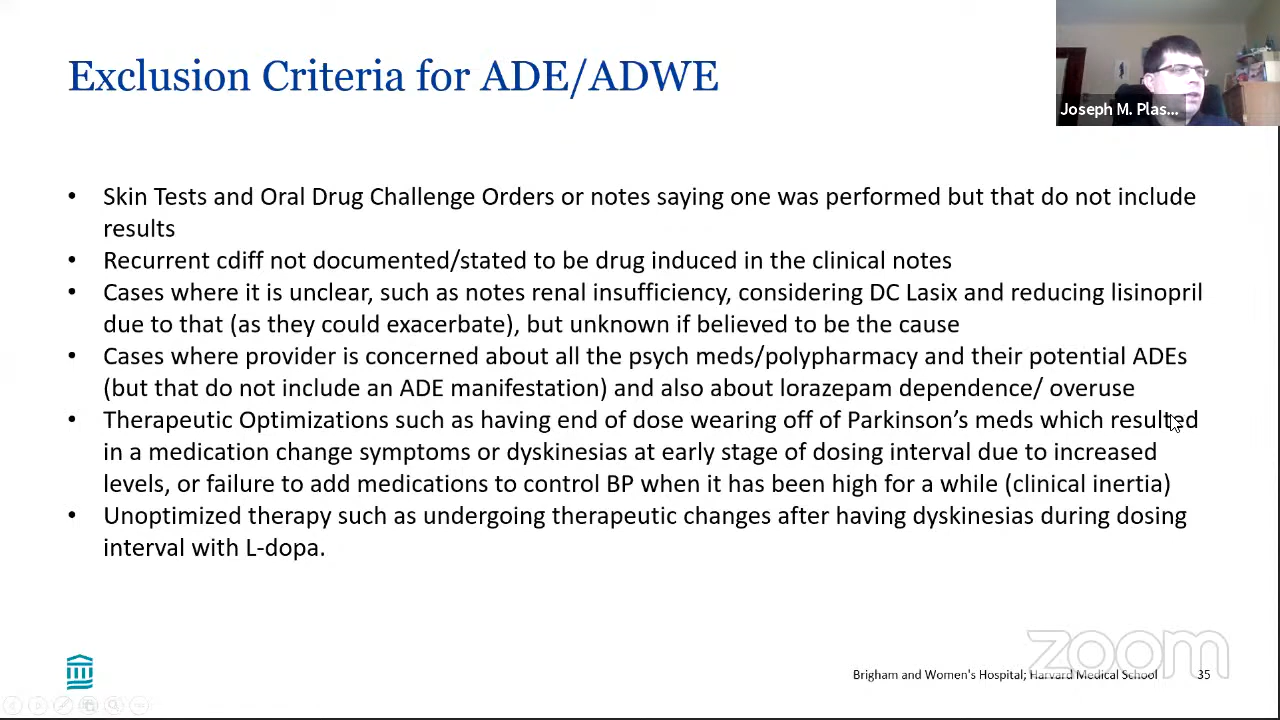 Exclusion Criteria for ADE/ADWE
Joseph M. Plas...
• Skin Tests and Oral Drug Challenge Orders or notes saying one was performed but that do not include
results
• Recurrent cdiff not documented/stated to be drug induced in the clinical notes
• Cases where it is unclear, such as notes renal insufficiency, considering DC Lasix and reducing lisinopril
due to that (as they could exacerbate), but unknown if believed to be the cause
• Cases where provider is concerned about all the psych meds/polypharmacy and their potential ADEs
(but that do not include an ADE manifestation) and also about lorazepam dependence/ overuse
• Therapeutic Optimizations such as having end of dose wearing off of Parkinson’s meds which resulted
in a medication change symptoms or dyskinesias at early stage of dosing interval due to increased
levels, or failure to add medications to control BP when it has been high for a while (clinical inertia)
• Unoptimized therapy such as undergoing therapeutic changes after having dyskinesias during dosing
interval with L-dopa.
zoom
Brigham and Women's Hospital; Harvard Medical School 35